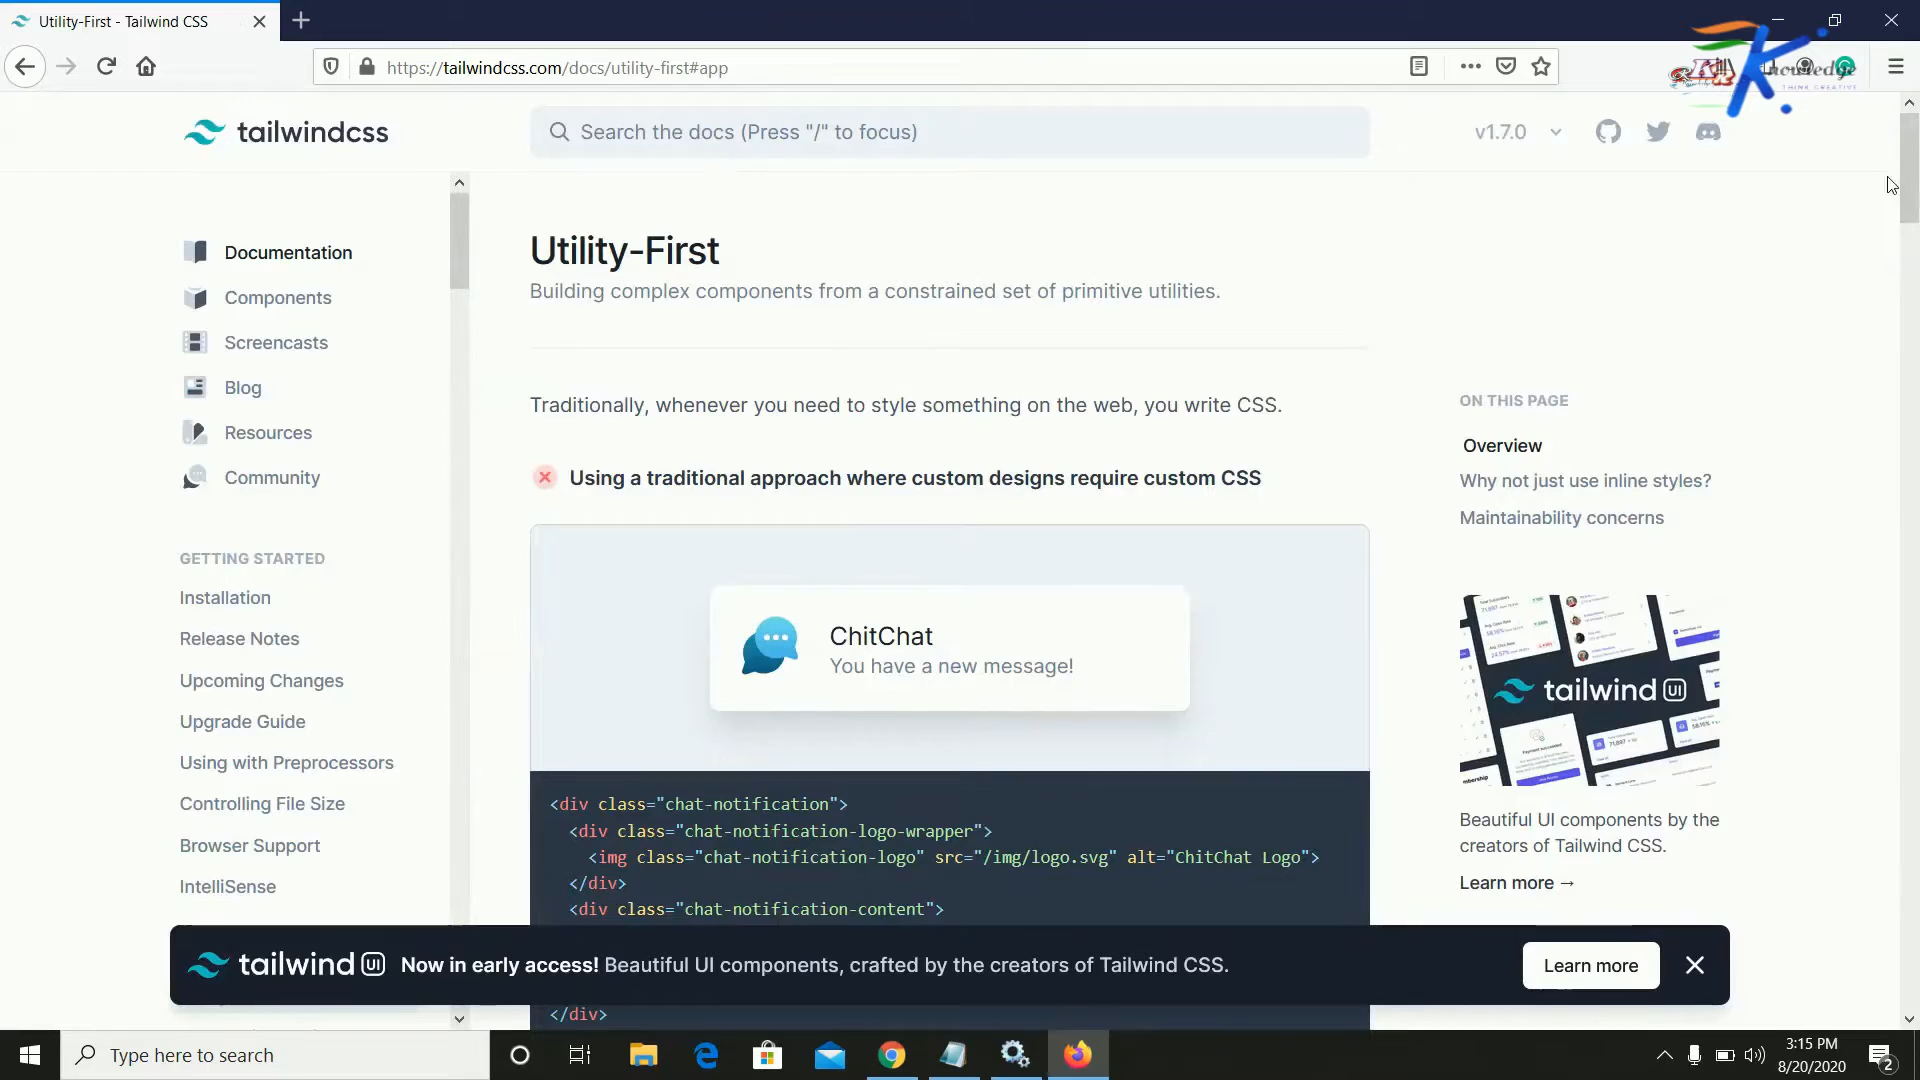 Utility-First - Tailwind CSS
https://tailwindcss.com/docs/utility-first#app
Knowledge
THINK CREATIVE
tailwindcss
Search the docs (Press "/" to focus)
v1.7.0
Documentation
Components
Screencasts
Blog
Resources
Community
GETTING STARTED
Installation
Release Notes
Upcoming Changes
Upgrade Guide
Using with Preprocessors
Controlling File Size
Browser Support
IntelliSense
Utility-First
Building complex components from a constrained set of primitive utilities.
Traditionally, whenever you need to style something on the web, you write CSS.
Using a traditional approach where custom designs require custom CSS
ChitChat
You have a new message!
<div class="chat-notification">
<div class="chat-notification-logo-wrapper">
<img class="chat-notification-logo" src="/img/logo.svg" alt="ChitChat Logo">
</div>
<div class="chat-notification-content">
</div>
ON THIS PAGE
Overview
Why not just use inline styles?
Maintainability concerns
tailwind UI
Beautiful UI components by the
creators of Tailwind CSS.
Learn more →
tailwind UI Now in early access! Beautiful UI components, crafted by the creators of Tailwind CSS.
Learn more
Type here to search
3:15 PM
8/20/2020
2